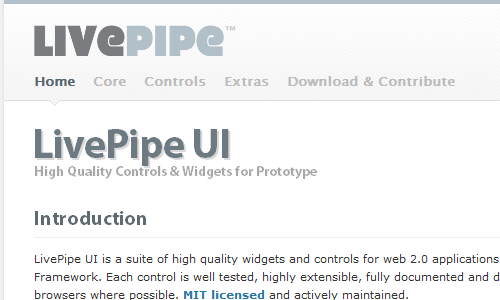 LIVEPIPE™
Home Core Controls Extras Download & Contribute
LivePipe UI
High Quality Controls & Widgets for Prototype
Introduction
LivePipe UI is a suite of high quality widgets and controls for web 2.0 applications
Framework. Each control is well tested, highly extensible, fully documented and d
browsers where possible. MIT licensed and actively maintained.